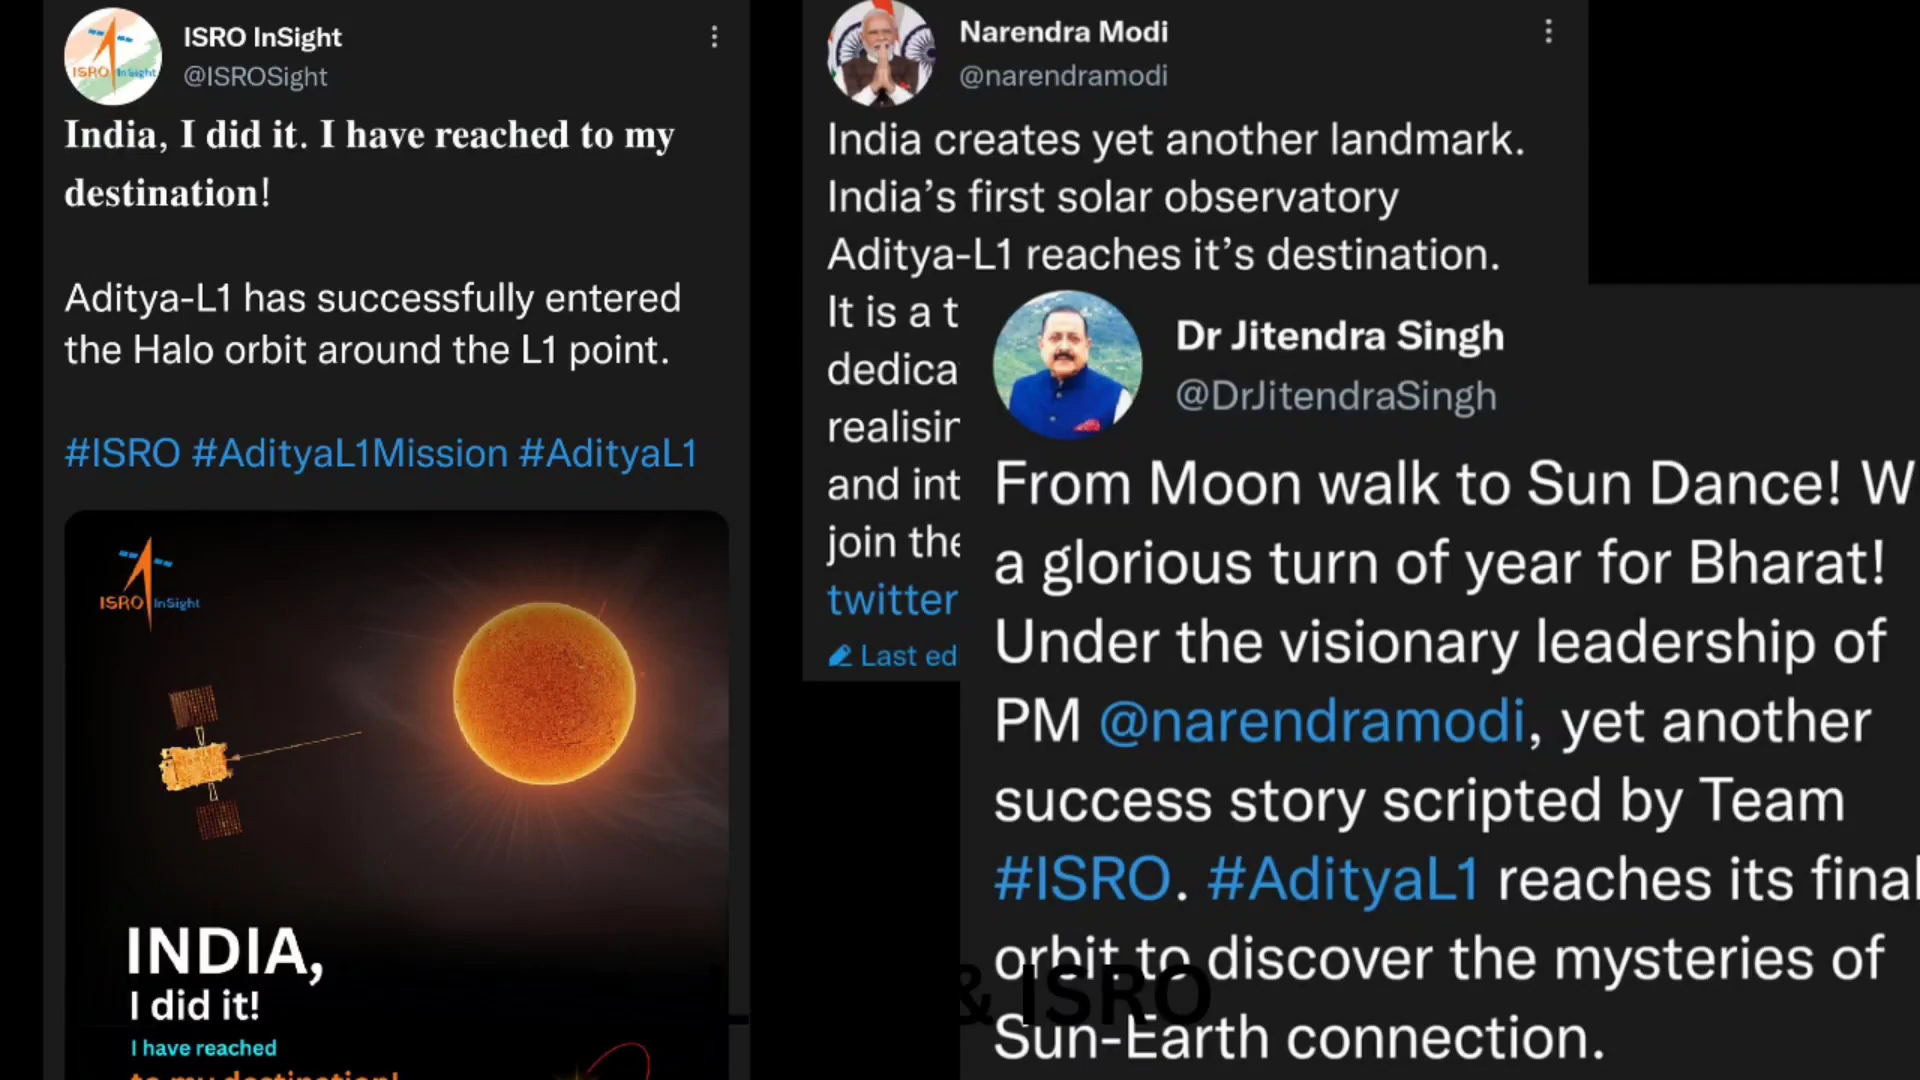 ISRO InSight
@ISROSight
India, I did it. I have reached to my
destination!
Aditya-L1 has successfully entered
the Halo orbit around the L1 point.
#ISRO #AdityaL1Mission #AdityaL1
ISRO InSight
INDIA,
I did it!
I have reached
to my destination!
Narendra Modi
@narendramodi
India creates yet another landmark.
India’s first solar observatory
Aditya-L1 reaches it’s destination.
It is a t
dedica
realisin
and int
join the
twitter
Last ed
Dr Jitendra Singh
@DrJitendraSingh
From Moon walk to Sun Dance! W
a glorious turn of year for Bharat!
Under the visionary leadership of
PM @narendramodi, yet another
success story scripted by Team
#ISRO. #AdityaL1 reaches its final
orbit to discover the mysteries of
Sun-Earth connection.
& ISRO